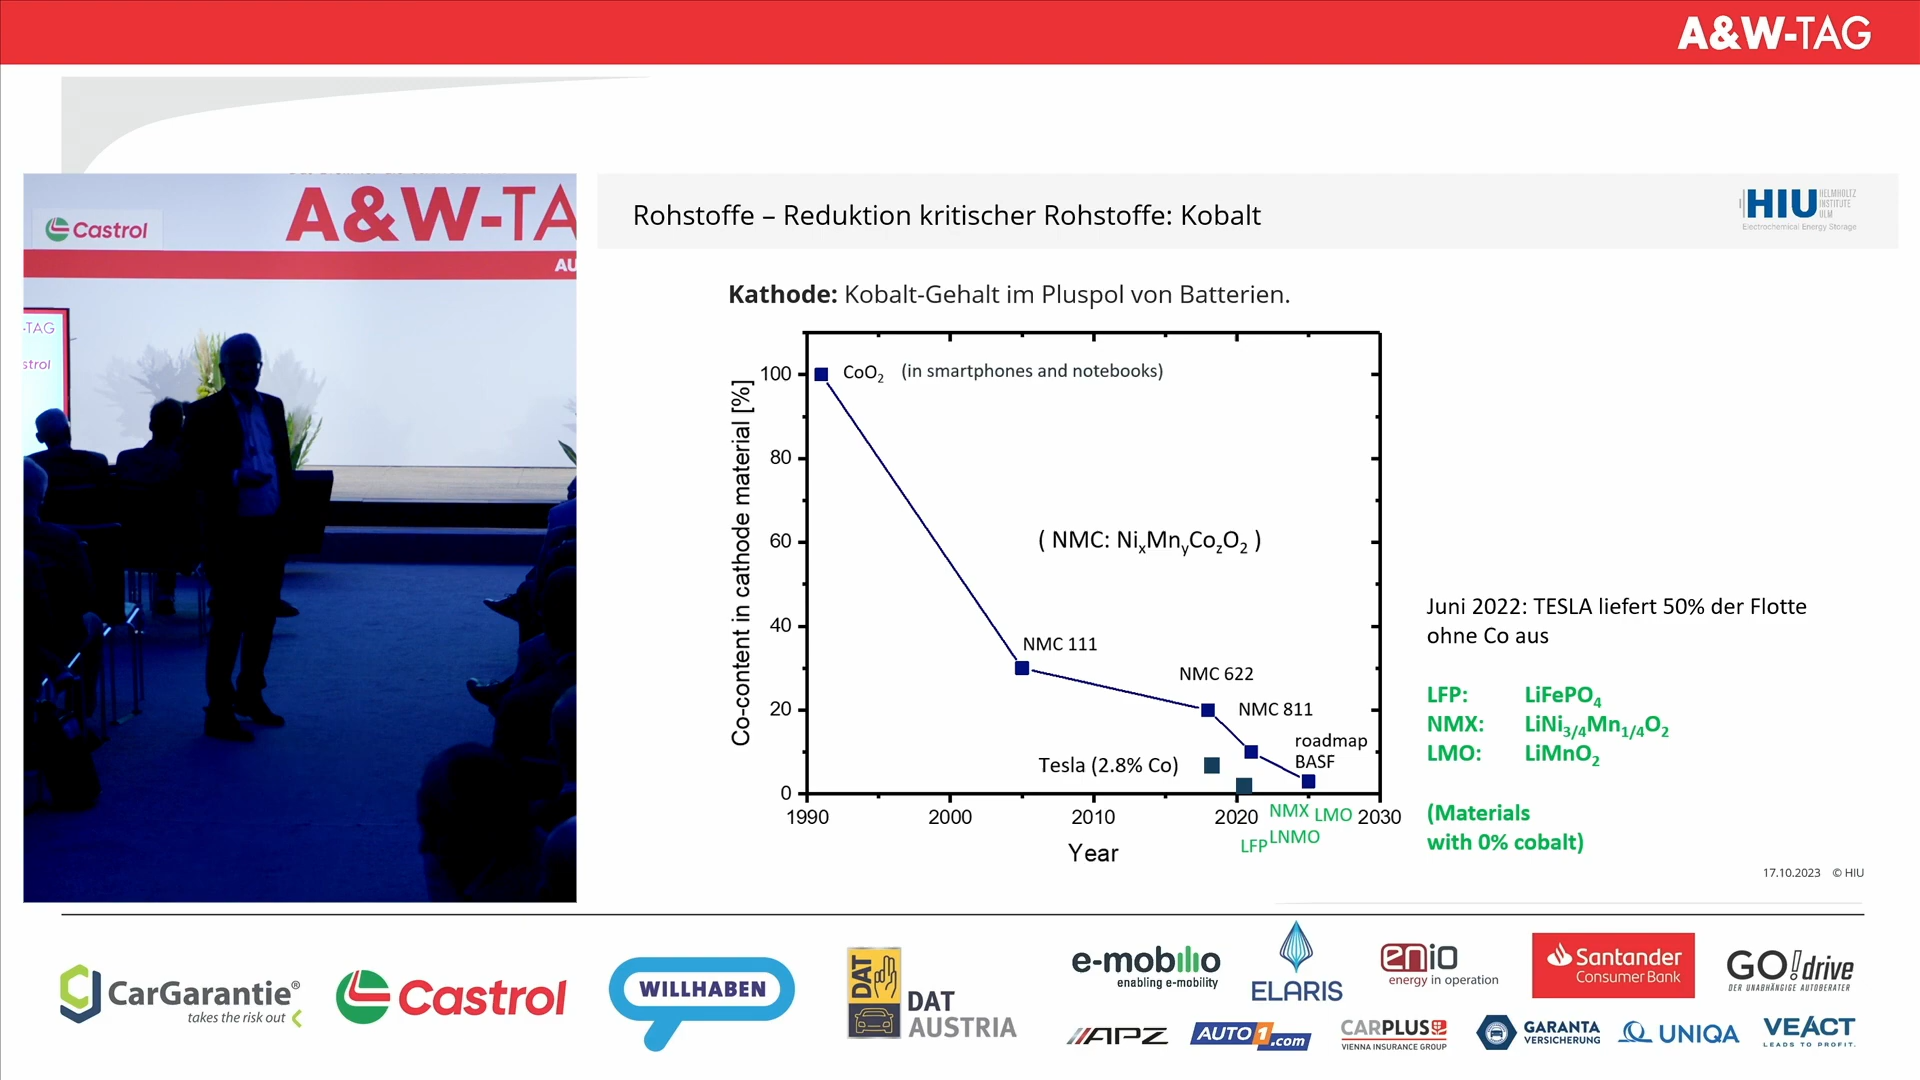 A&W-TAG
Castrol
A&W-TA
AU
-TAG
strol
Rohstoffe – Reduktion kritischer Rohstoffe: Kobalt
HIU
HELMHOLTZ
INSTITUTE
ULM
Electrochemical Energy Storage
Kathode: Kobalt-Gehalt im Pluspol von Batterien.
Co-content in cathode material [%]
100
80
60
40
20
0
CoO₂ (in smartphones and notebooks)
( NMC: NiₓMnᵧCo_zO₂ )
NMC 111
NMC 622
NMC 811
roadmap
BASF
Tesla (2.8% Co)
1990 2000 2010 2020 2030
NMX LMO
LNMO
LFP
Year
Juni 2022: TESLA liefert 50% der Flotte
ohne Co aus
LFP: LiFePO₄
NMX: LiNi₃/₄Mn₁/₄O₂
LMO: LiMnO₂
(Materials
with 0% cobalt)
17.10.2023 © HIU
CarGarantie®
takes the risk out
Castrol
WILLHABEN
DAT
DAT
AUSTRIA
e-mobilio
enabling e-mobility
ELARIS
enio
energy in operation
Santander
Consumer Bank
GO!drive
DER UNABHÄNGIGE AUTOBERATER
APZ
AUTO1.com
CARPLUS
VIENNA INSURANCE GROUP
GARANTA
VERSICHERUNG
UNIQA
VEACT
LEADS TO PROFIT.